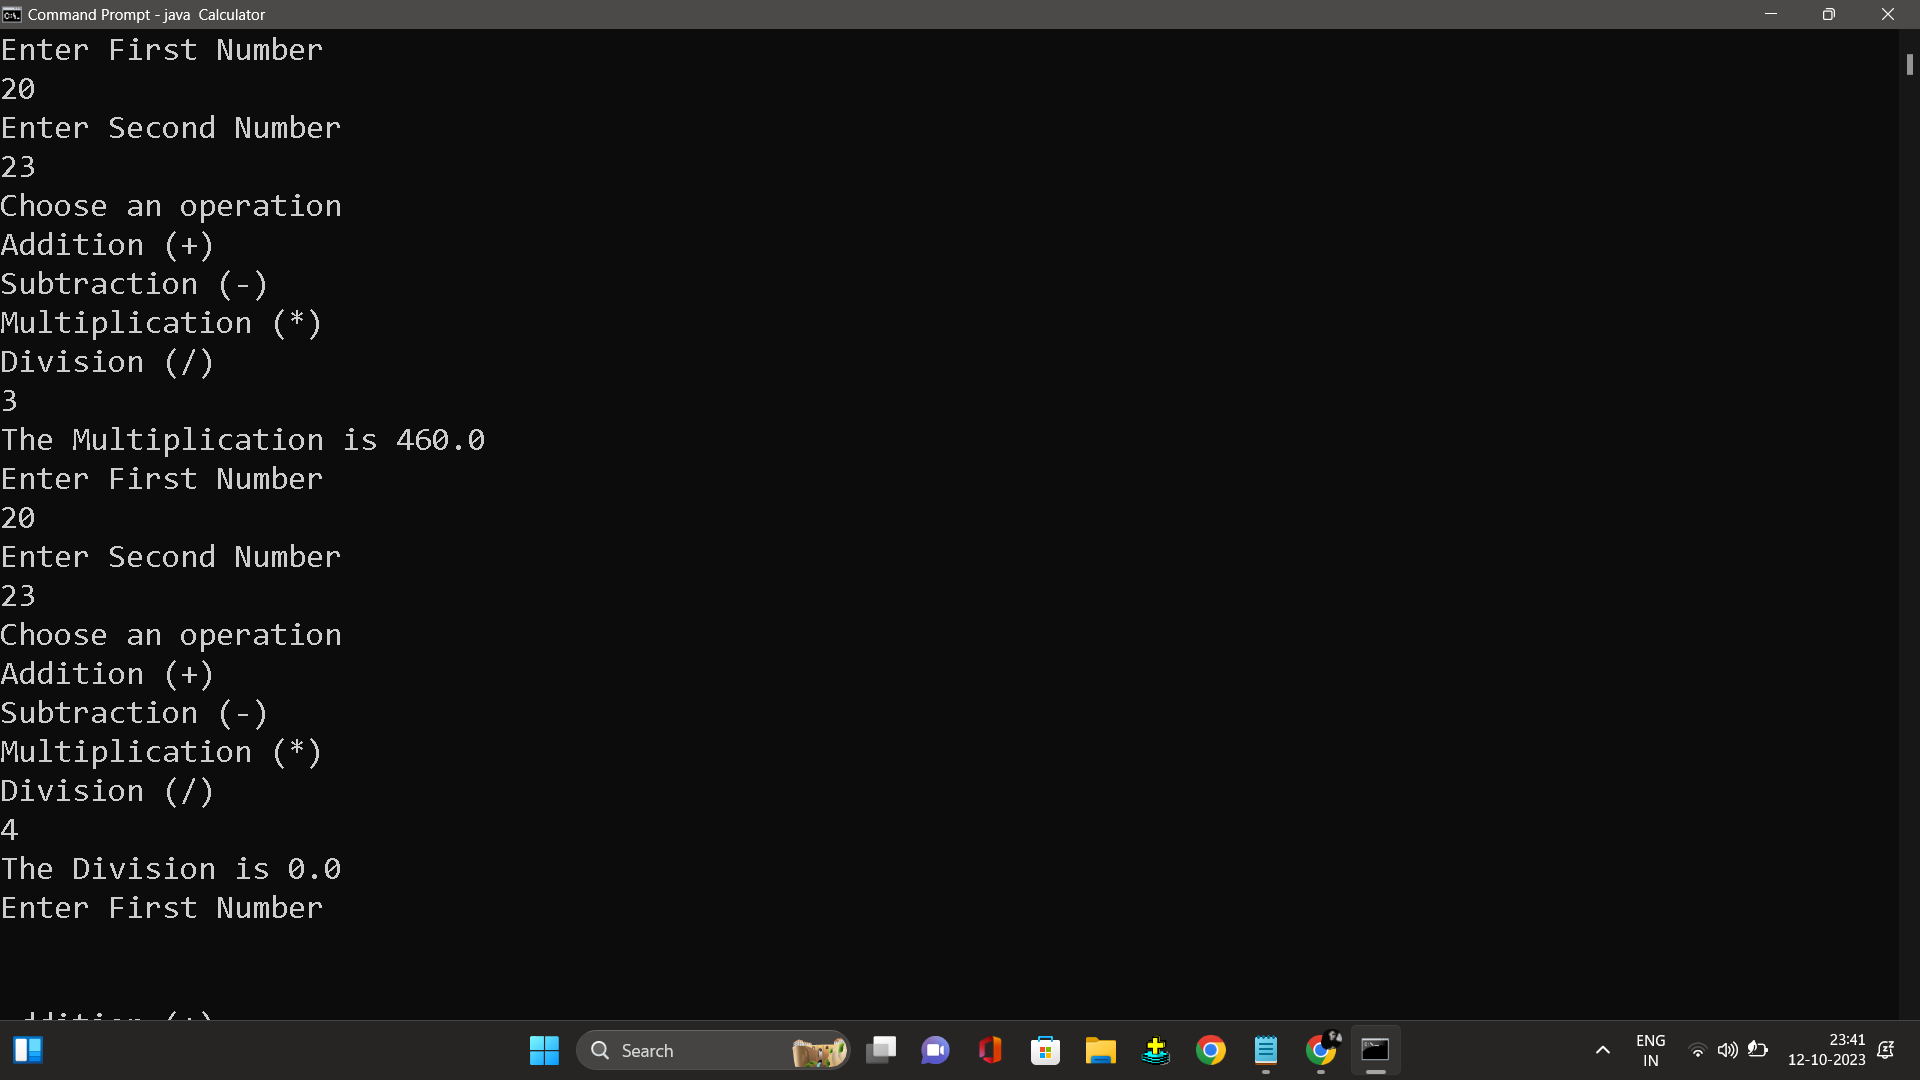 Command Prompt - java  Calculator
Enter First Number
20
Enter Second Number
23
Choose an operation
Addition (+)
Subtraction (-)
Multiplication (*)
Division (/)
3
The Multiplication is 460.0
Enter First Number
20
Enter Second Number
23
Choose an operation
Addition (+)
Subtraction (-)
Multiplication (*)
Division (/)
4
The Division is 0.0
Enter First Number
Search
ENG
IN
23:41
12-10-2023